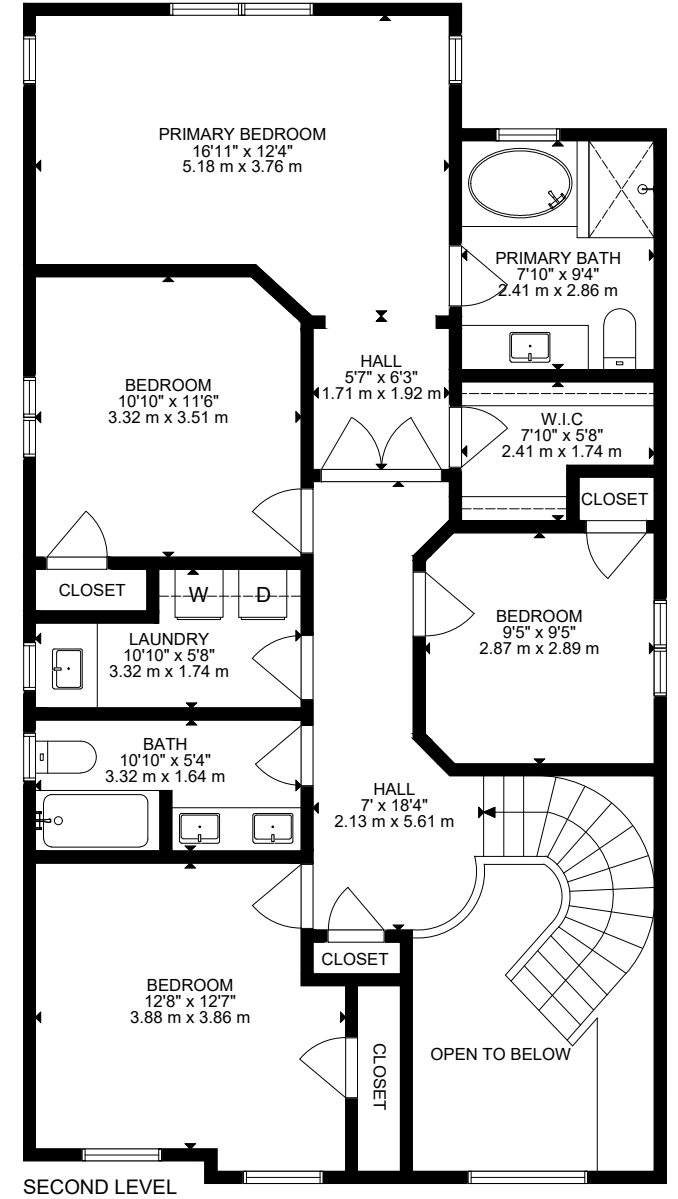 PRIMARY BEDROOM
16'11" x 12'4"
5.18 m x 3.76 m
PRIMARY BATH
7'10" x 9'4"
2.41 m x 2.86 m
HALL
5'7" x 6'3"
1.71 m x 1.92 m
BEDROOM
10'10" x 11'6"
3.32 m x 3.51 m
W.I.C
7'10" x 5'8"
2.41 m x 1.74 m
CLOSET
CLOSET
W
D
BEDROOM
9'5" x 9'5"
2.87 m x 2.89 m
LAUNDRY
10'10" x 5'8"
3.32 m x 1.74 m
BATH
10'10" x 5'4"
3.32 m x 1.64 m
HALL
7' x 18'4"
2.13 m x 5.61 m
CLOSET
BEDROOM
12'8" x 12'7"
3.88 m x 3.86 m
CLOSET
OPEN TO BELOW
SECOND LEVEL